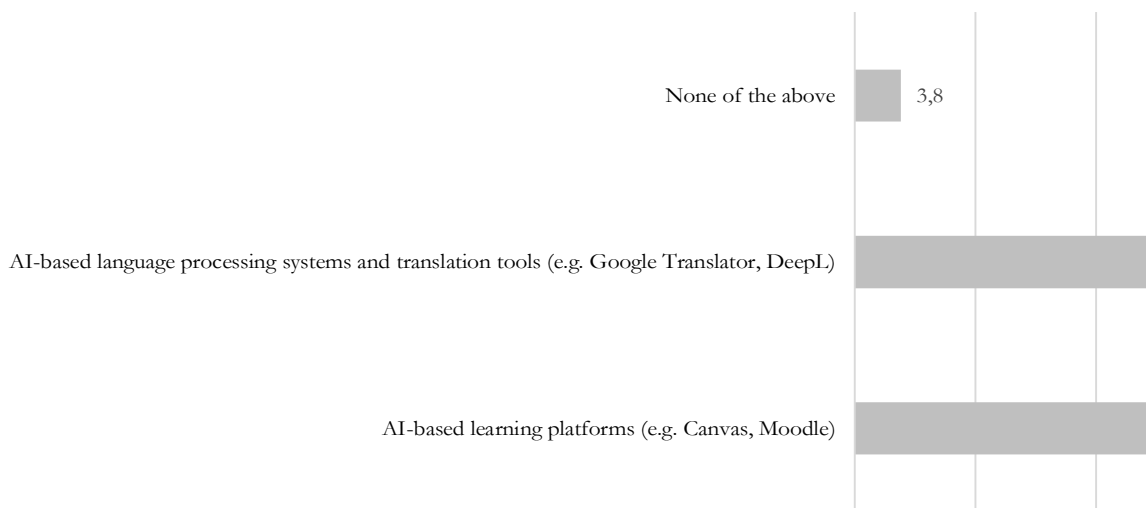 None of the above 3,8
AI-based language processing systems and translation tools (e.g. Google Translator, DeepL)
AI-based learning platforms (e.g. Canvas, Moodle)